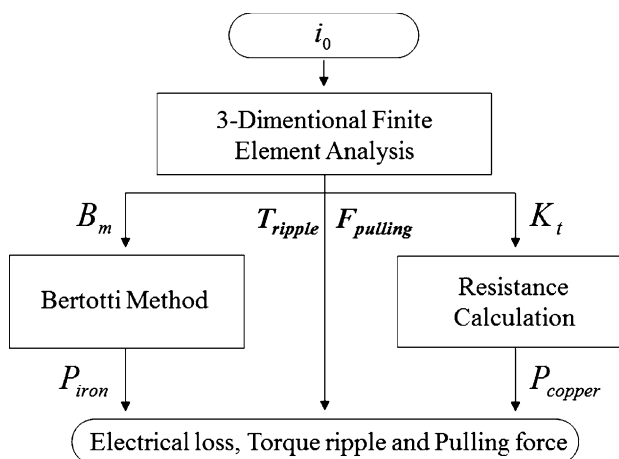 i0
3-Dimentional Finite
Element Analysis
Bm
Tripple
Fpulling
Kt
Bertotti Method
Resistance
Calculation
Piron
Pcopper
Electrical loss, Torque ripple and Pulling force